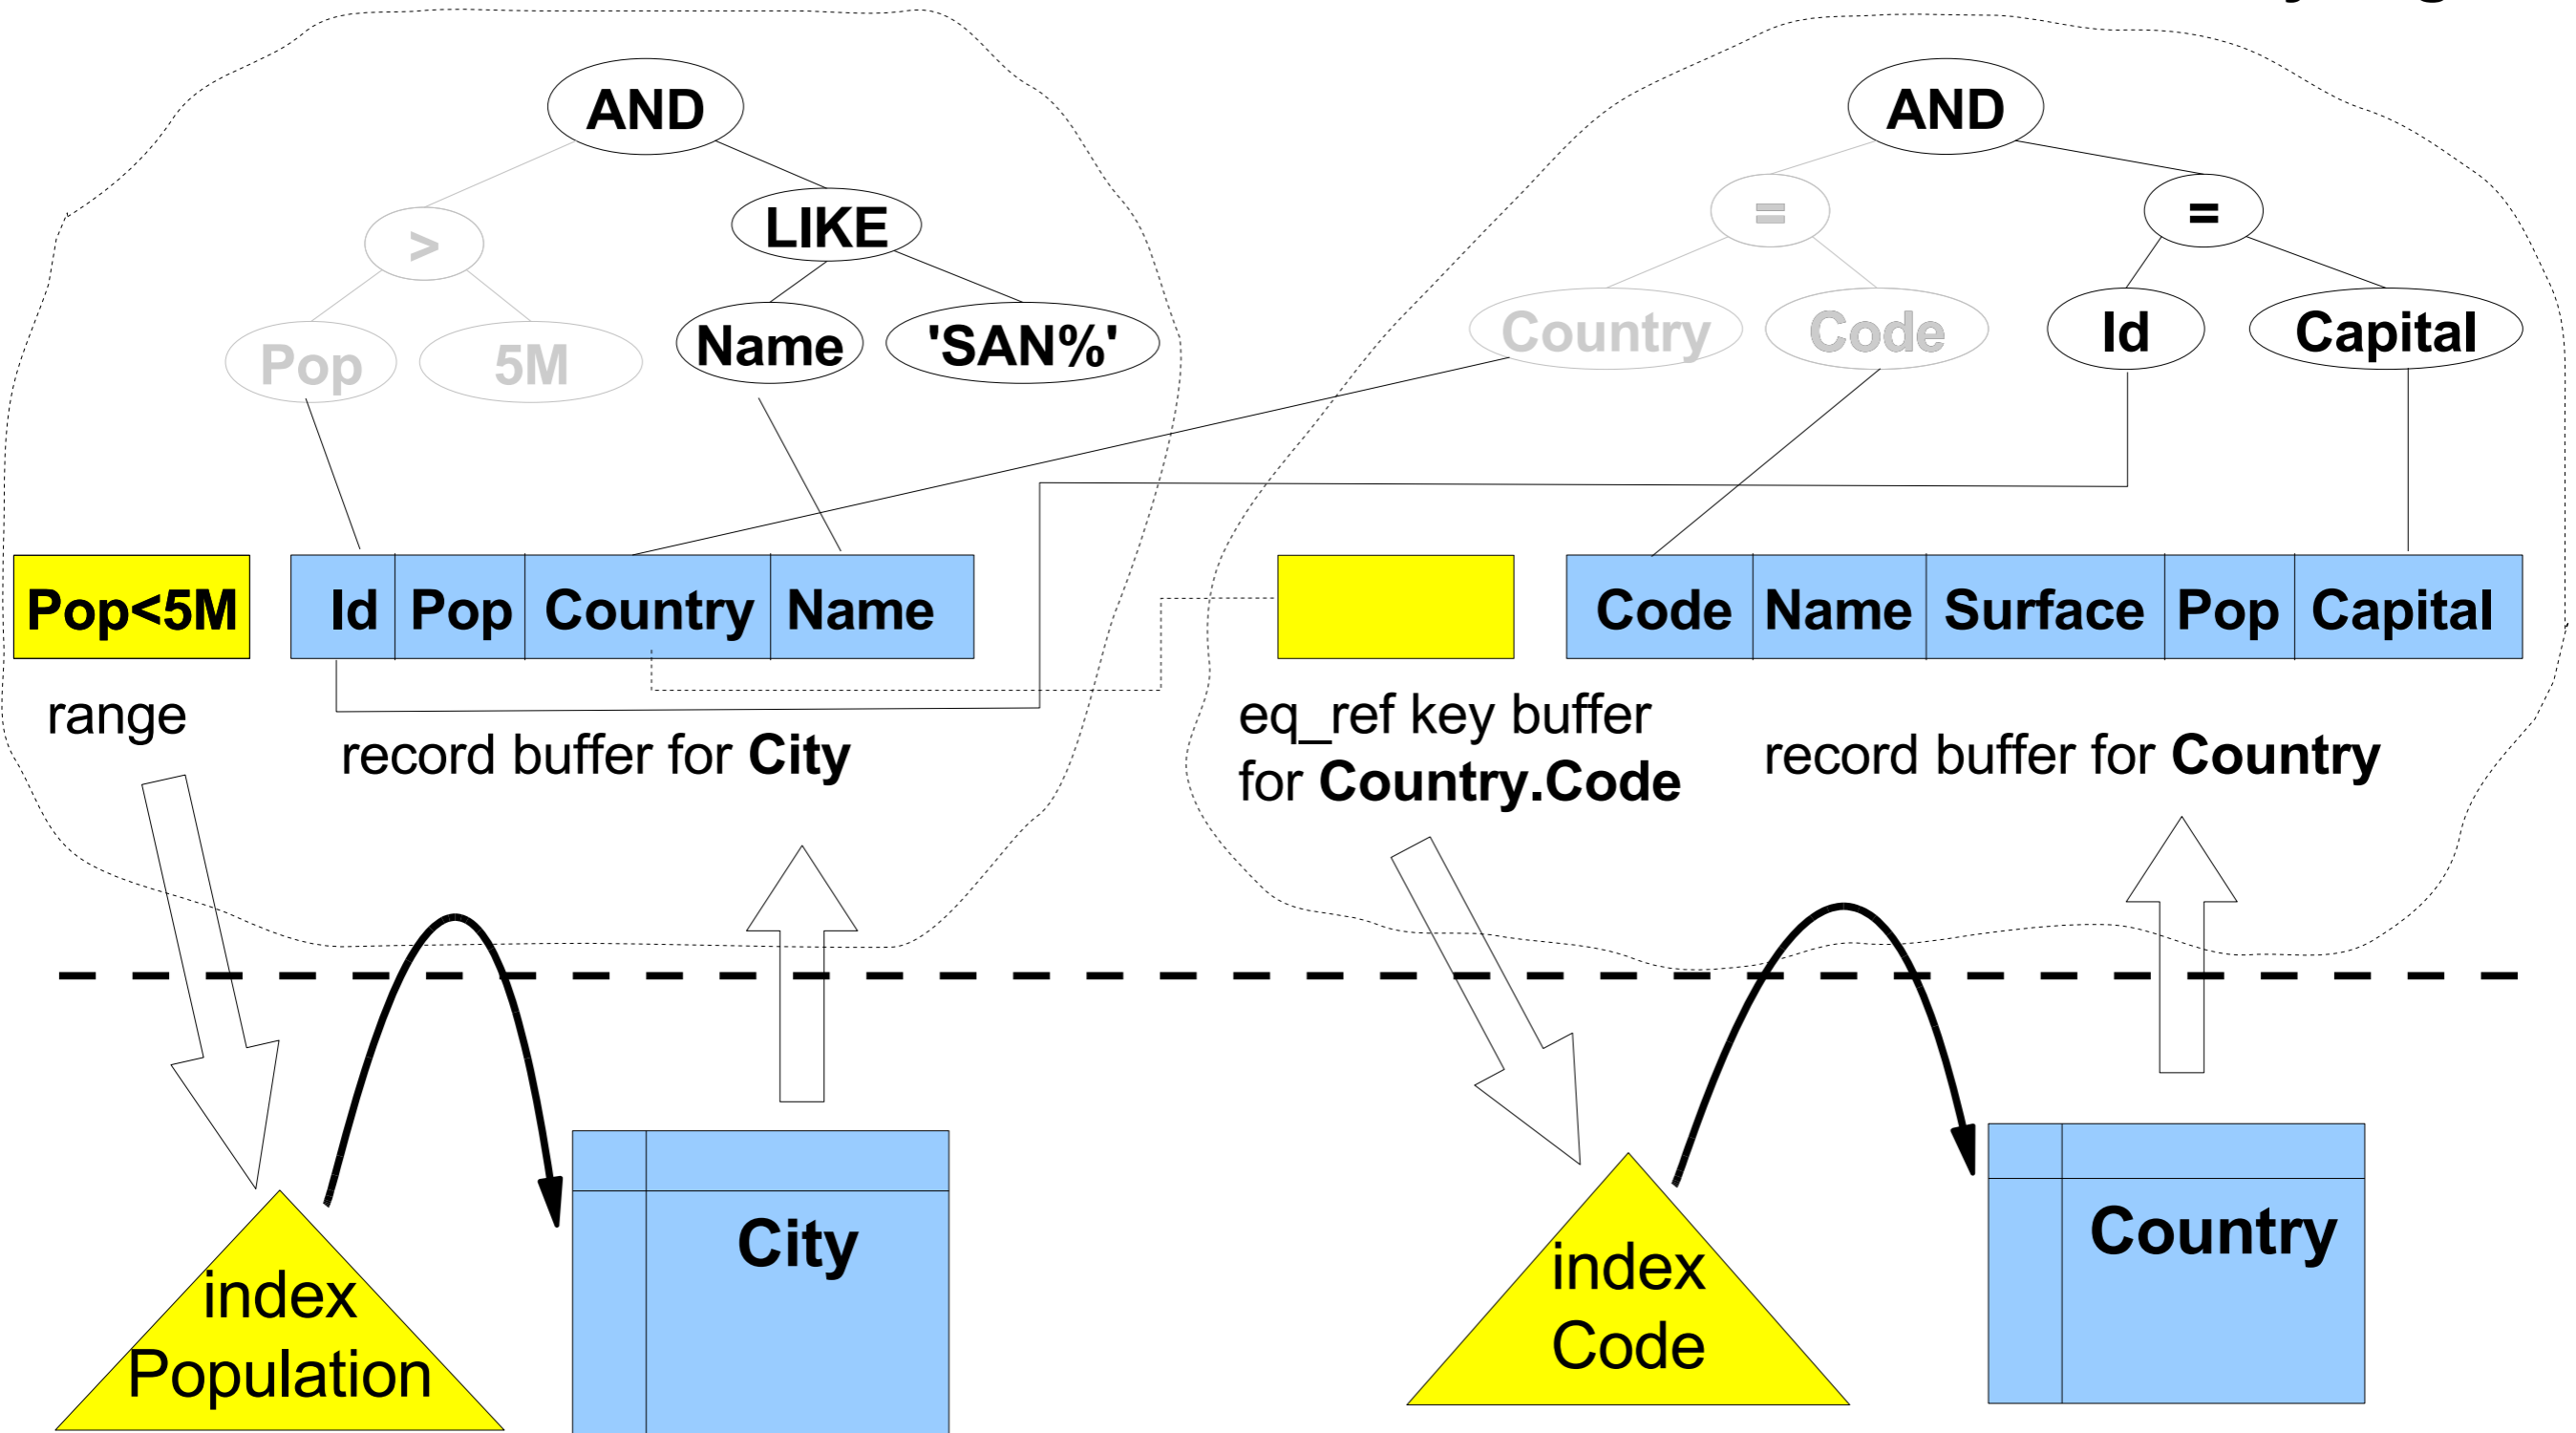 AND
>
LIKE
Pop
5M
Name
'SAN%'
AND
=
=
Country
Code
Id
Capital
Pop<5M
Id Pop Country Name
range
record buffer for City
Code Name Surface Pop Capital
eq_ref key buffer
for Country.Code
record buffer for Country
index
Population
City
index
Code
Country